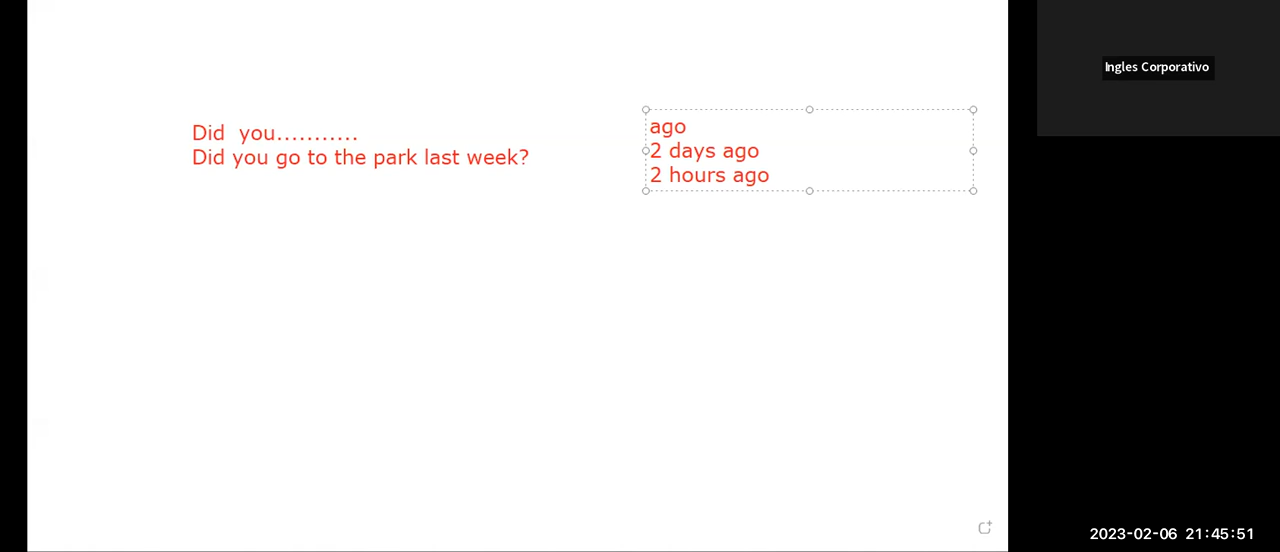 Did you...........
Did you go to the park last week?
ago
2 days ago
2 hours ago
Ingles Corporativo
2023-02-06 21:45:51